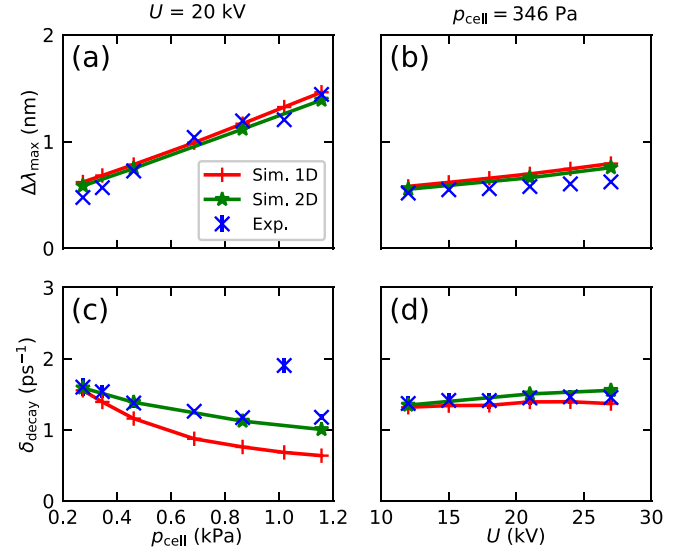 U = 20 kV
p_cell = 346 Pa
(a)
(b)
Δλ_max (nm)
2
1
0
Sim. 1D
Sim. 2D
Exp.
(c)
(d)
δ_decay (ps⁻¹)
3
2
1
0
0.2 0.4 0.6 0.8 1.0 1.2
10 15 20 25 30
p_cell (kPa)
U (kV)